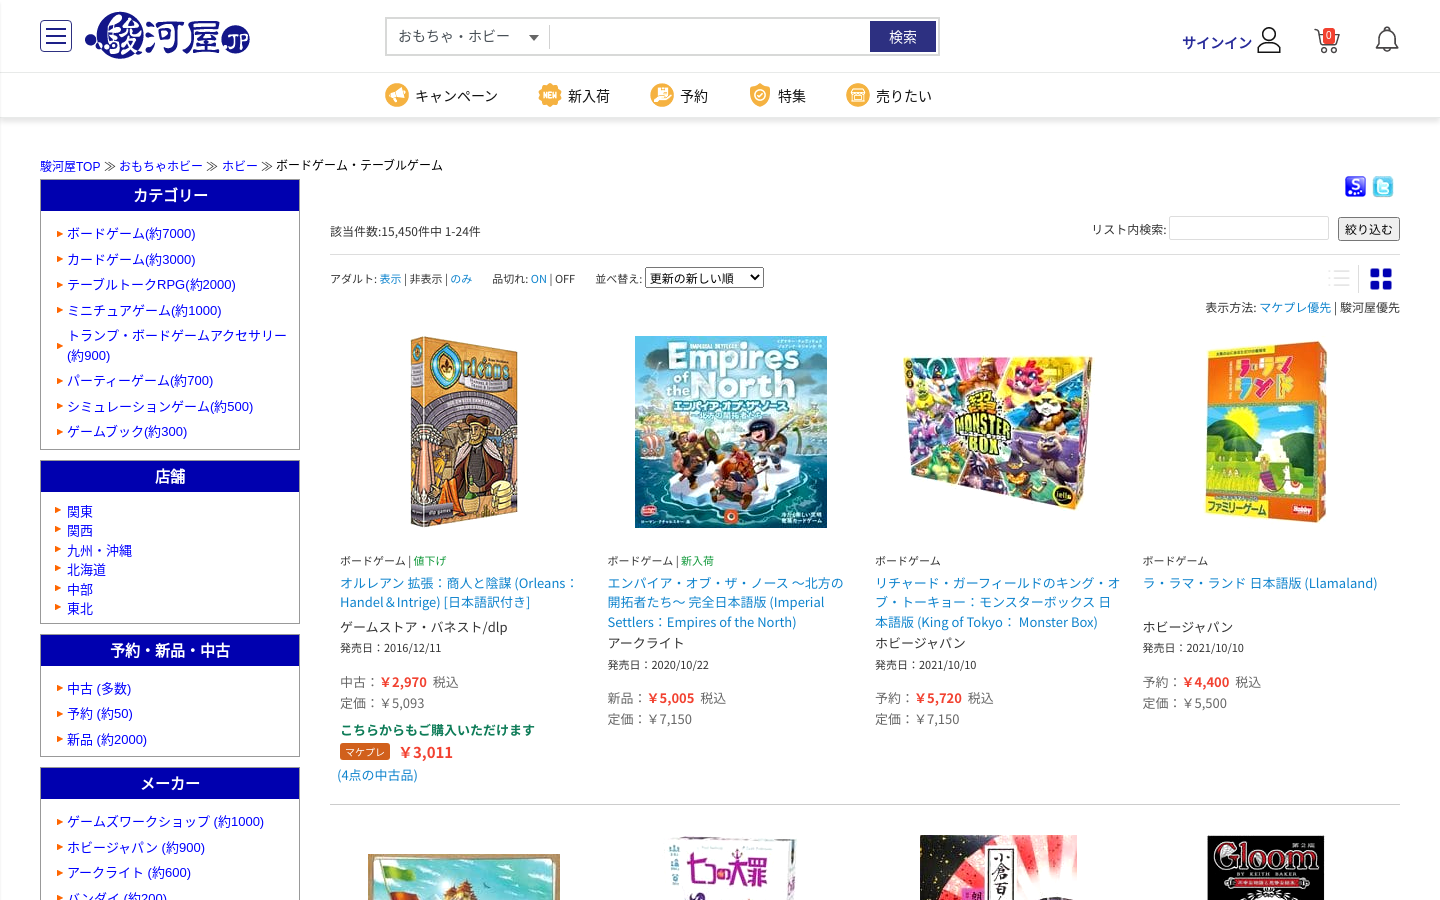 駿河屋JP
おもちゃ・ホビー
検索
サインイン
0
キャンペーン
NEW 新入荷
予約
特集
売りたい
駿河屋TOP ≫ おもちゃホビー ≫ ホビー ≫ ボードゲーム・テーブルゲーム
カテゴリー
ボードゲーム(約7000)
カードゲーム(約3000)
テーブルトークRPG(約2000)
ミニチュアゲーム(約1000)
トランプ・ボードゲームアクセサリー
(約900)
パーティーゲーム(約700)
シミュレーションゲーム(約500)
ゲームブック(約300)
店舗
関東
関西
九州・沖縄
北海道
中部
東北
予約・新品・中古
中古 (多数)
予約 (約50)
新品 (約2000)
メーカー
ゲームズワークショップ (約1000)
ホビージャパン (約900)
アークライト (約600)
バンダイ (約200)
該当件数:15,450件中 1-24件
リスト内検索:
絞り込む
アダルト: 表示 | 非表示 | のみ
品切れ: ON | OFF
並べ替え: 更新の新しい順
表示方法: マケプレ優先 | 駿河屋優先
Orléans
Empires
of the
North
エンパイア・オブ・ザ・ノース
～北方の開拓者たち～
MONSTER
BOX
iello
ラ・ラマ
ランド
ファミリーゲーム
Hobby
ボードゲーム | 値下げ
オルレアン 拡張：商人と陰謀 (Orleans：
Handel＆Intrige) [日本語訳付き]
ゲームストア・バネスト/dlp
発売日：2016/12/11
中古：￥2,970 税込
定価：￥5,093
こちらからもご購入いただけます
マケプレ ￥3,011
(4点の中古品)
ボードゲーム | 新入荷
エンパイア・オブ・ザ・ノース ～北方の
開拓者たち～ 完全日本語版 (Imperial
Settlers：Empires of the North)
アークライト
発売日：2020/10/22
新品：￥5,005 税込
定価：￥7,150
ボードゲーム
リチャード・ガーフィールドのキング・オ
ブ・トーキョー：モンスターボックス 日
本語版 (King of Tokyo： Monster Box)
ホビージャパン
発売日：2021/10/10
予約：￥5,720 税込
定価：￥7,150
ボードゲーム
ラ・ラマ・ランド 日本語版 (Llamaland)
ホビージャパン
発売日：2021/10/10
予約：￥4,400 税込
定価：￥5,500
七つの大罪
小倉百
Gloom
BY KEITH BAKER
第2版